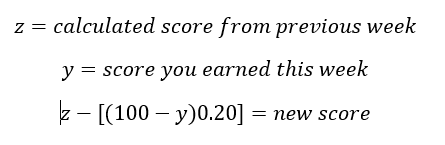 z = calculated score from previous week
y = score you earned this week
z − [(100 − y)0.20] = new score